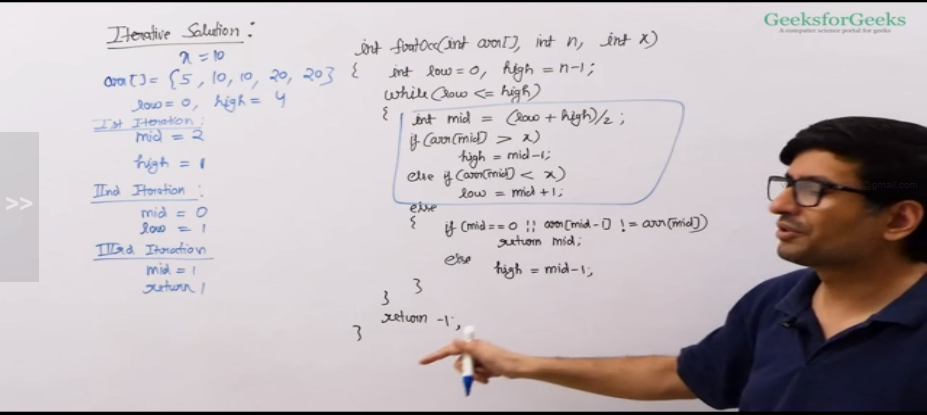 GeeksforGeeks
A computer science portal for geeks
Iterative Solution :
x = 10
arr[] = {5, 10, 10, 20, 20}
low = 0, high = 4
Ist Iteration :
mid = 2
high = 1
IInd Iteration :
mid = 0
low = 1
IIIrd Iteration
mid = 1
return 1
int firstOcc(int arr[], int n, int x)
{ int low = 0, high = n-1;
while (low <= high)
{ int mid = (low + high)/2 ;
if (arr[mid] > x)
high = mid-1;
else if (arr[mid] < x)
low = mid+1;
else
{ if (mid == 0 || arr[mid-1] != arr[mid])
return mid;
else
high = mid-1;
}
}
return -1;
}
>>
@gmail.com